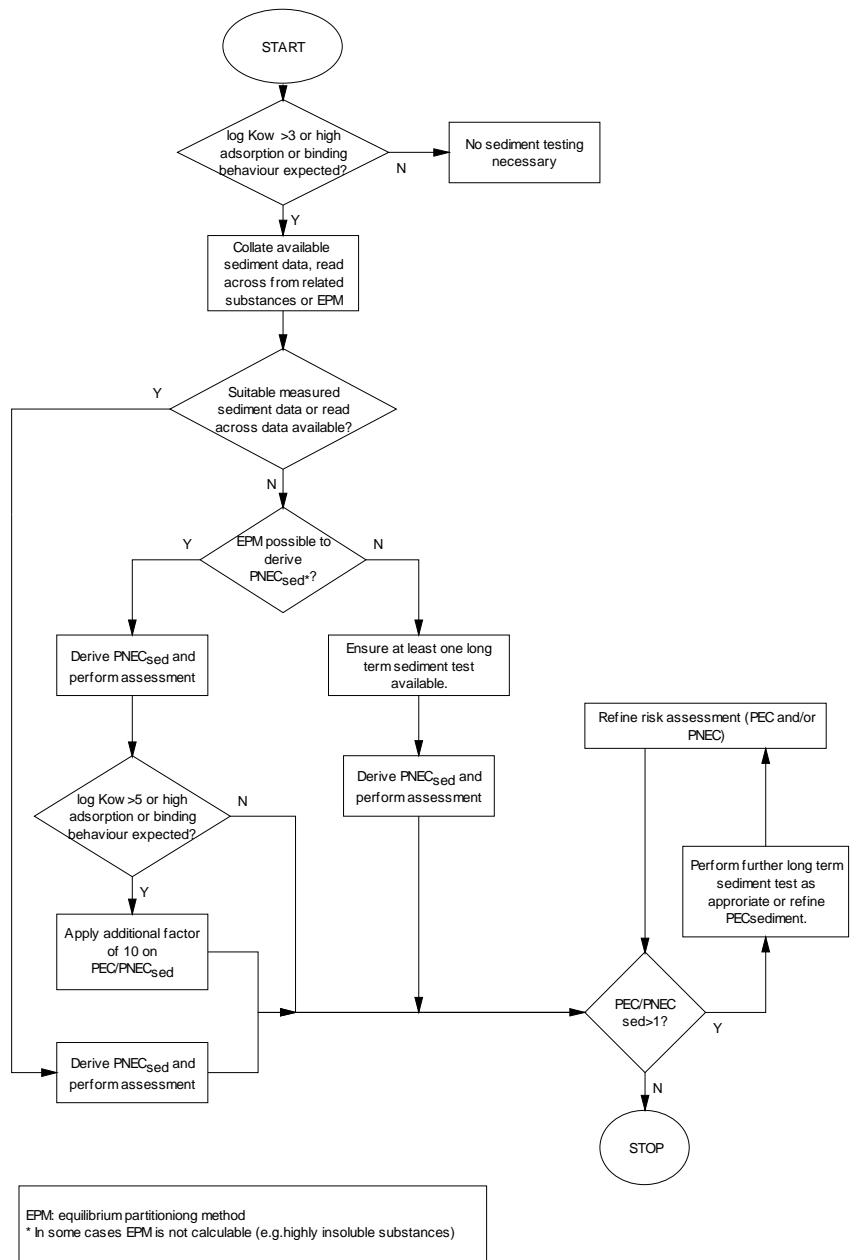 START
log Kow >3 or high
adsorption or binding
behaviour expected?
N
No sediment testing
necessary
Y
Collate available
sediment data, read
across from related
substances or EPM
Y
Suitable measured
sediment data or read
across data available?
N
Y
EPM possible to
derive
PNECsed*?
N
Derive PNECsed and
perform assessment
Ensure at least one long
term sediment test
available.
Refine risk assessment (PEC and/or
PNEC)
Derive PNECsed and
perform assessment
log Kow >5 or high
adsorption or binding
behaviour expected?
N
Y
Perform further long term
sediment test as
approriate or refine
PECsediment.
Apply additional factor
of 10 on
PEC/PNECsed
PEC/PNEC
sed>1?
Y
Derive PNECsed and
perform assessment
N
STOP
EPM: equilibrium partitioniong method
* In some cases EPM is not calculable (e.g.highly insoluble substances)